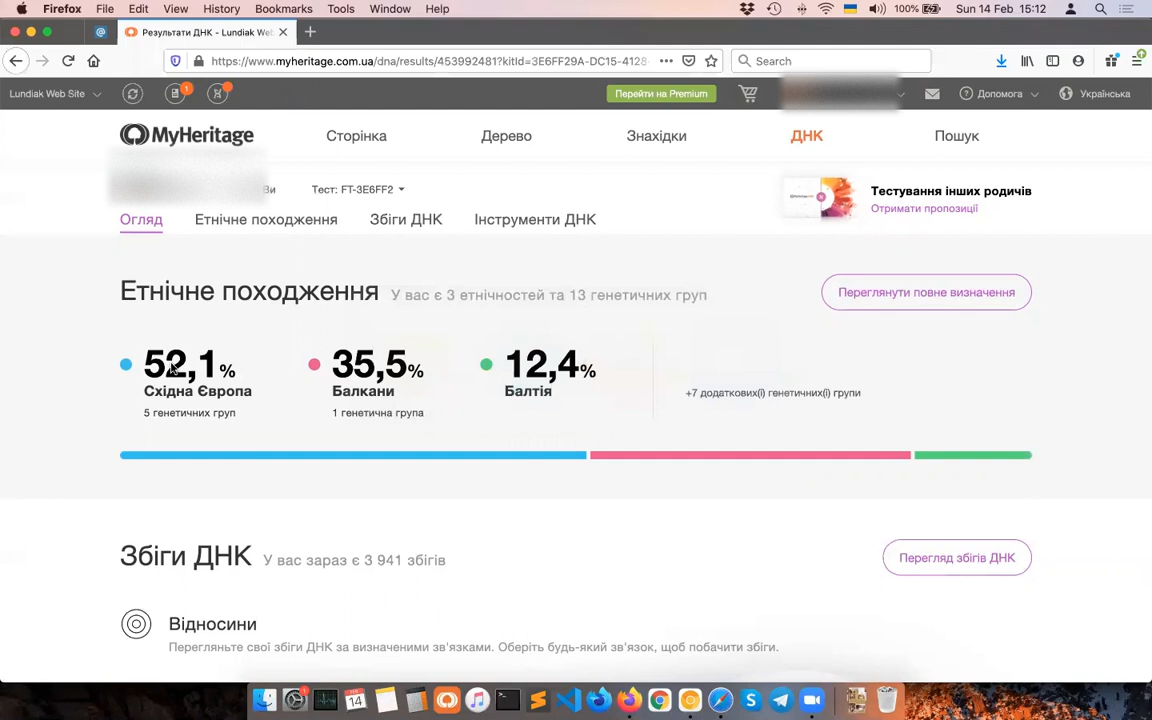 Firefox File Edit View History Bookmarks Tools Window Help 100% Sun 14 Feb 15:12
Результати ДНК - Lundiak Web
https://www.myheritage.com.ua/dna/results/453992481?kitId=3E6FF29A-DC15-4128- Search
Lundiak Web Site 1 Перейти на Premium Допомога Українська
MyHeritage Сторінка Дерево Знахідки ДНК Пошук
Ви Тест: FT-3E6FF2 Тестування інших родичів
Отримати пропозиції
Огляд Етнічне походження Збіги ДНК Інструменти ДНК
Етнічне походження У вас є 3 етнічностей та 13 генетичних груп Переглянути повне визначення
52,1% 35,5% 12,4%
Східна Європа Балкани Балтія +7 додаткових(і) генетичних(і) групи
5 генетичних груп 1 генетична група
Збіги ДНК У вас зараз є 3 941 збігів Перегляд збігів ДНК
Відносини
Перегляньте свої збіги ДНК за визначеними зв'язками. Оберіть будь-який зв'язок, щоб побачити збіги.
14